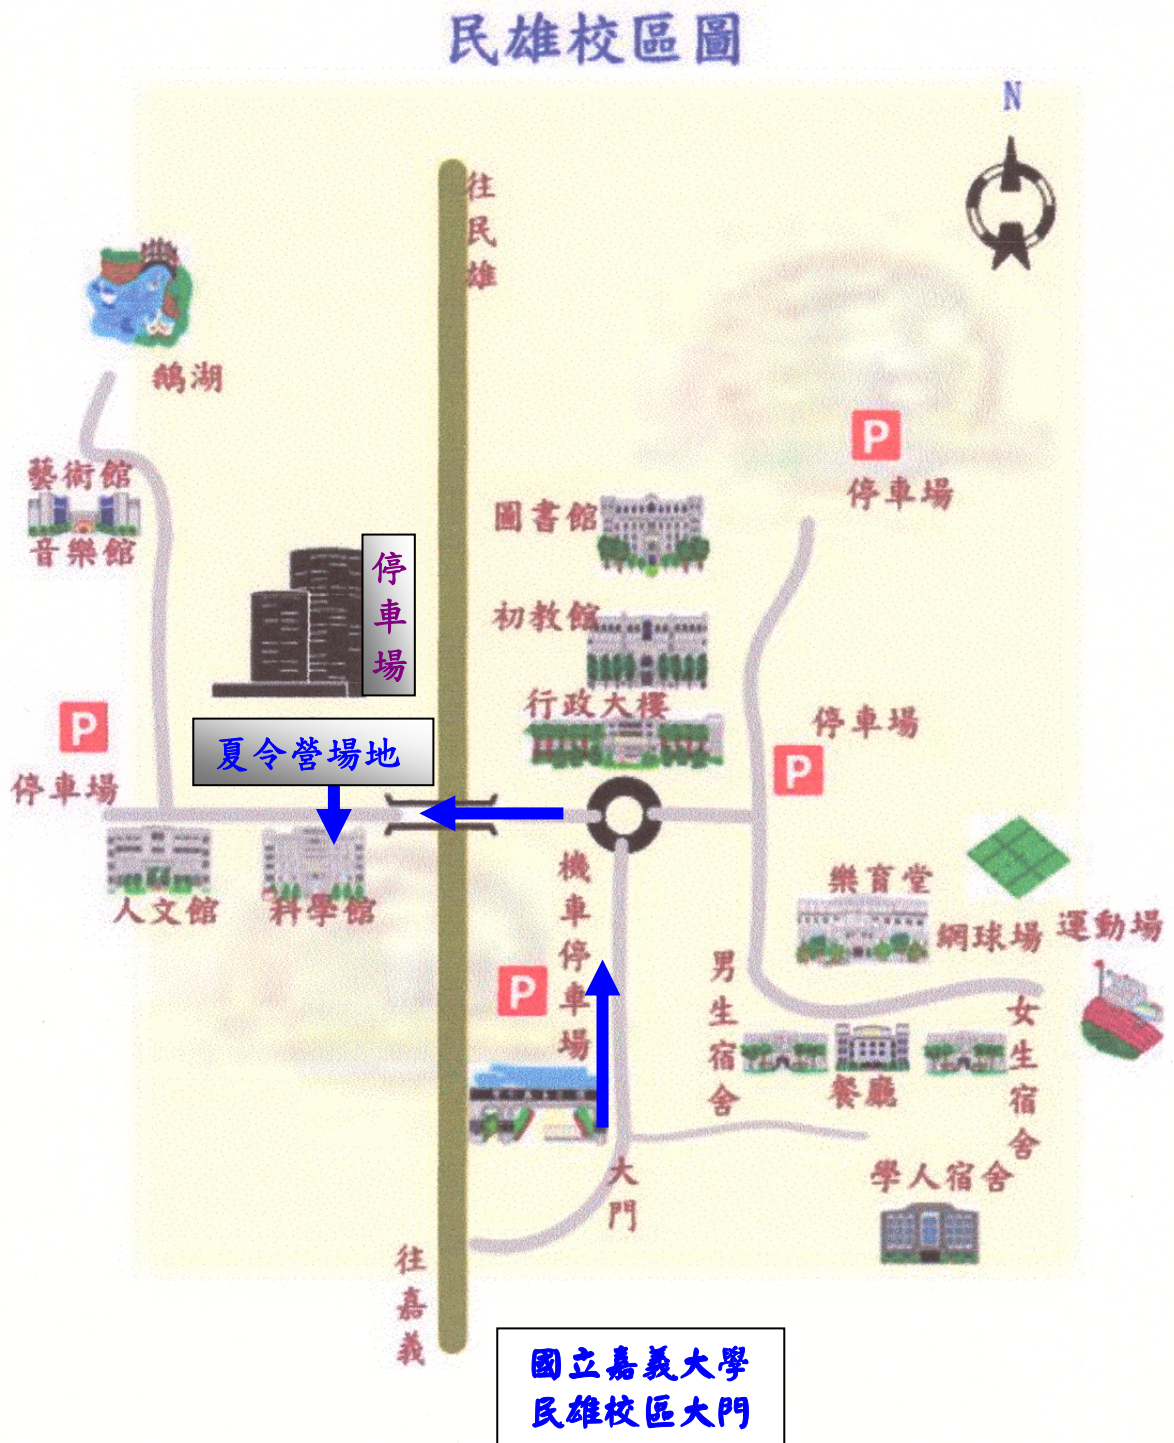 民雄校區圖
N
往民雄
鵝湖
P
停車場
藝術館
音樂館
圖書館
停車場
初教館
行政大樓
停車場
P
P
停車場
夏令營場地
人文館
科學館
機車停車場
P
樂育堂
網球場
運動場
男生宿舍
女生宿舍
餐廳
大門
學人宿舍
往嘉義
國立嘉義大學
民雄校區大門